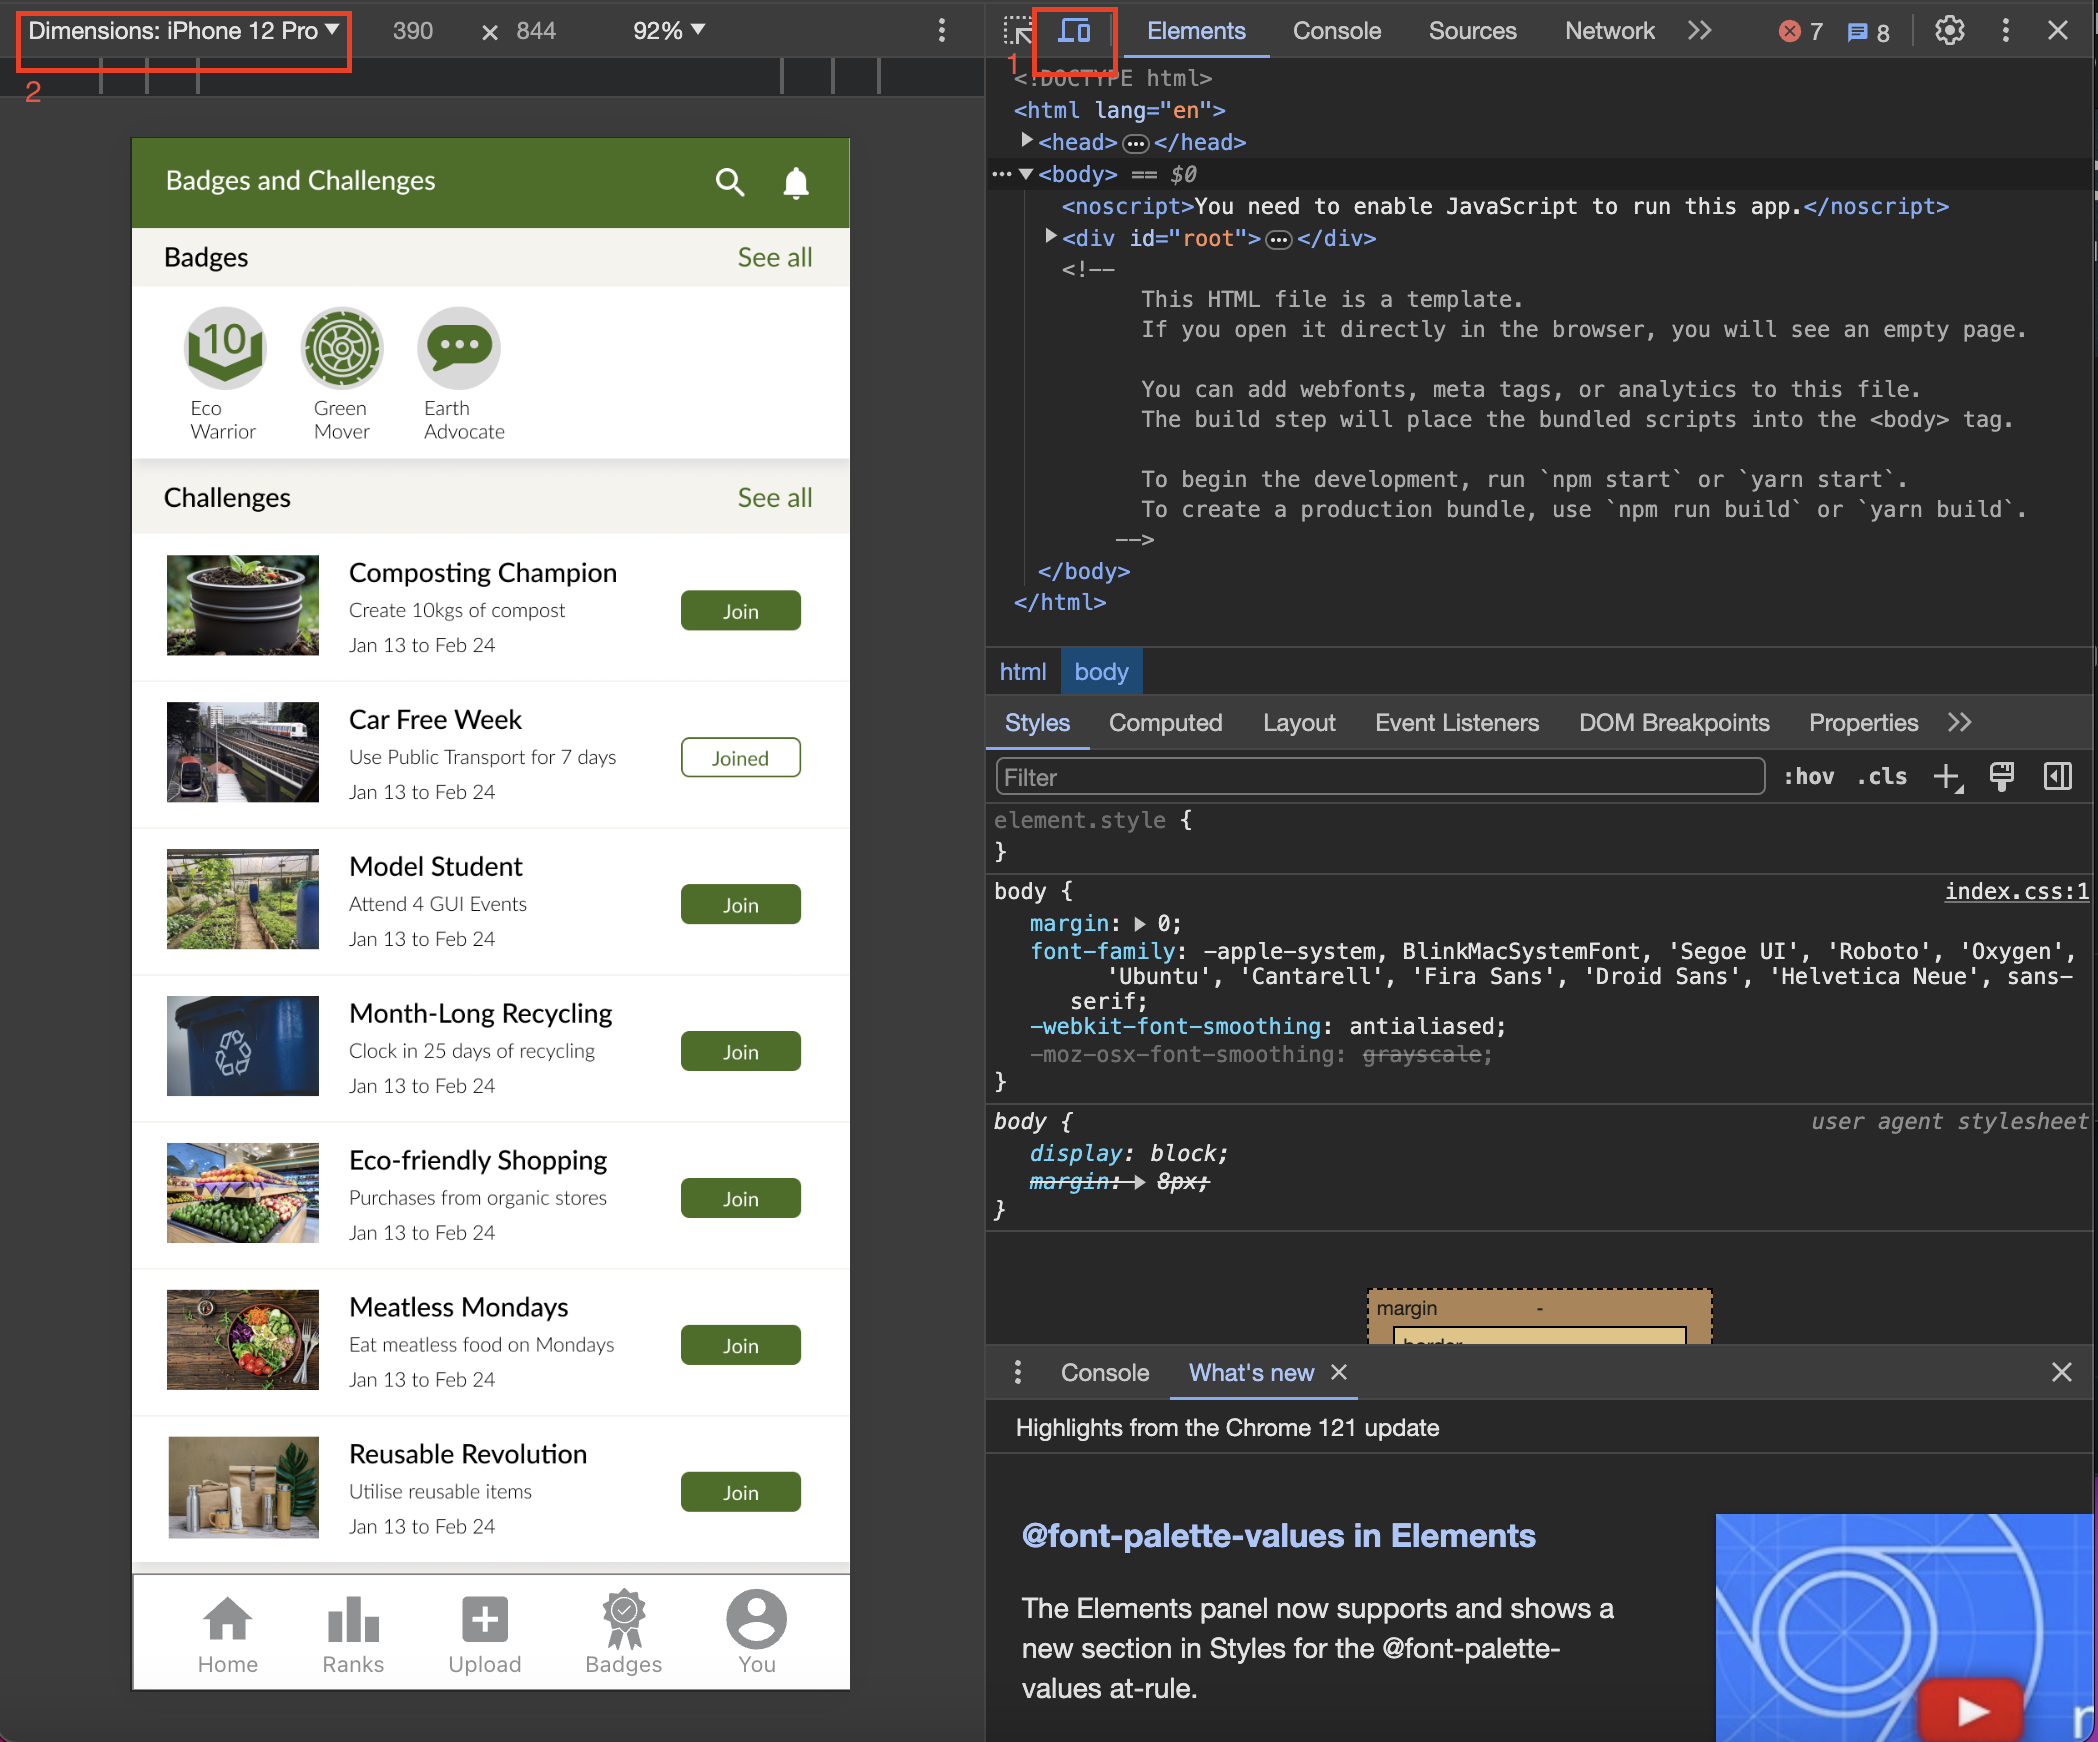 Dimensions: iPhone 12 Pro ▼ 390 × 844 92% ▼
2
Badges and Challenges
Badges See all
10
Eco Warrior
Green Mover
Earth Advocate
Challenges See all
Composting Champion
Create 10kgs of compost
Jan 13 to Feb 24
Join
Car Free Week
Use Public Transport for 7 days
Jan 13 to Feb 24
Joined
Model Student
Attend 4 GUI Events
Jan 13 to Feb 24
Join
Month-Long Recycling
Clock in 25 days of recycling
Jan 13 to Feb 24
Join
Eco-friendly Shopping
Purchases from organic stores
Jan 13 to Feb 24
Join
Meatless Mondays
Eat meatless food on Mondays
Jan 13 to Feb 24
Join
Reusable Revolution
Utilise reusable items
Jan 13 to Feb 24
Join
Home Ranks Upload Badges You
Elements Console Sources Network >> 7 8
1
<!DOCTYPE html>
<html lang="en">
<head>…</head>
<body> == $0
<noscript>You need to enable JavaScript to run this app.</noscript>
<div id="root">…</div>
<!--
This HTML file is a template.
If you open it directly in the browser, you will see an empty page.
You can add webfonts, meta tags, or analytics to this file.
The build step will place the bundled scripts into the <body> tag.
To begin the development, run `npm start` or `yarn start`.
To create a production bundle, use `npm run build` or `yarn build`.
-->
</body>
</html>
html body
Styles Computed Layout Event Listeners DOM Breakpoints Properties >>
Filter :hov .cls +
element.style {
}
body { index.css:1
margin: ▶ 0;
font-family: -apple-system, BlinkMacSystemFont, 'Segoe UI', 'Roboto', 'Oxygen',
'Ubuntu', 'Cantarell', 'Fira Sans', 'Droid Sans', 'Helvetica Neue', sans-
serif;
-webkit-font-smoothing: antialiased;
-moz-osx-font-smoothing: grayscale;
}
body { user agent stylesheet
display: block;
margin: ▶ 8px;
}
margin -
border
Console What's new ×
Highlights from the Chrome 121 update
@font-palette-values in Elements
The Elements panel now supports and shows a
new section in Styles for the @font-palette-
values at-rule.